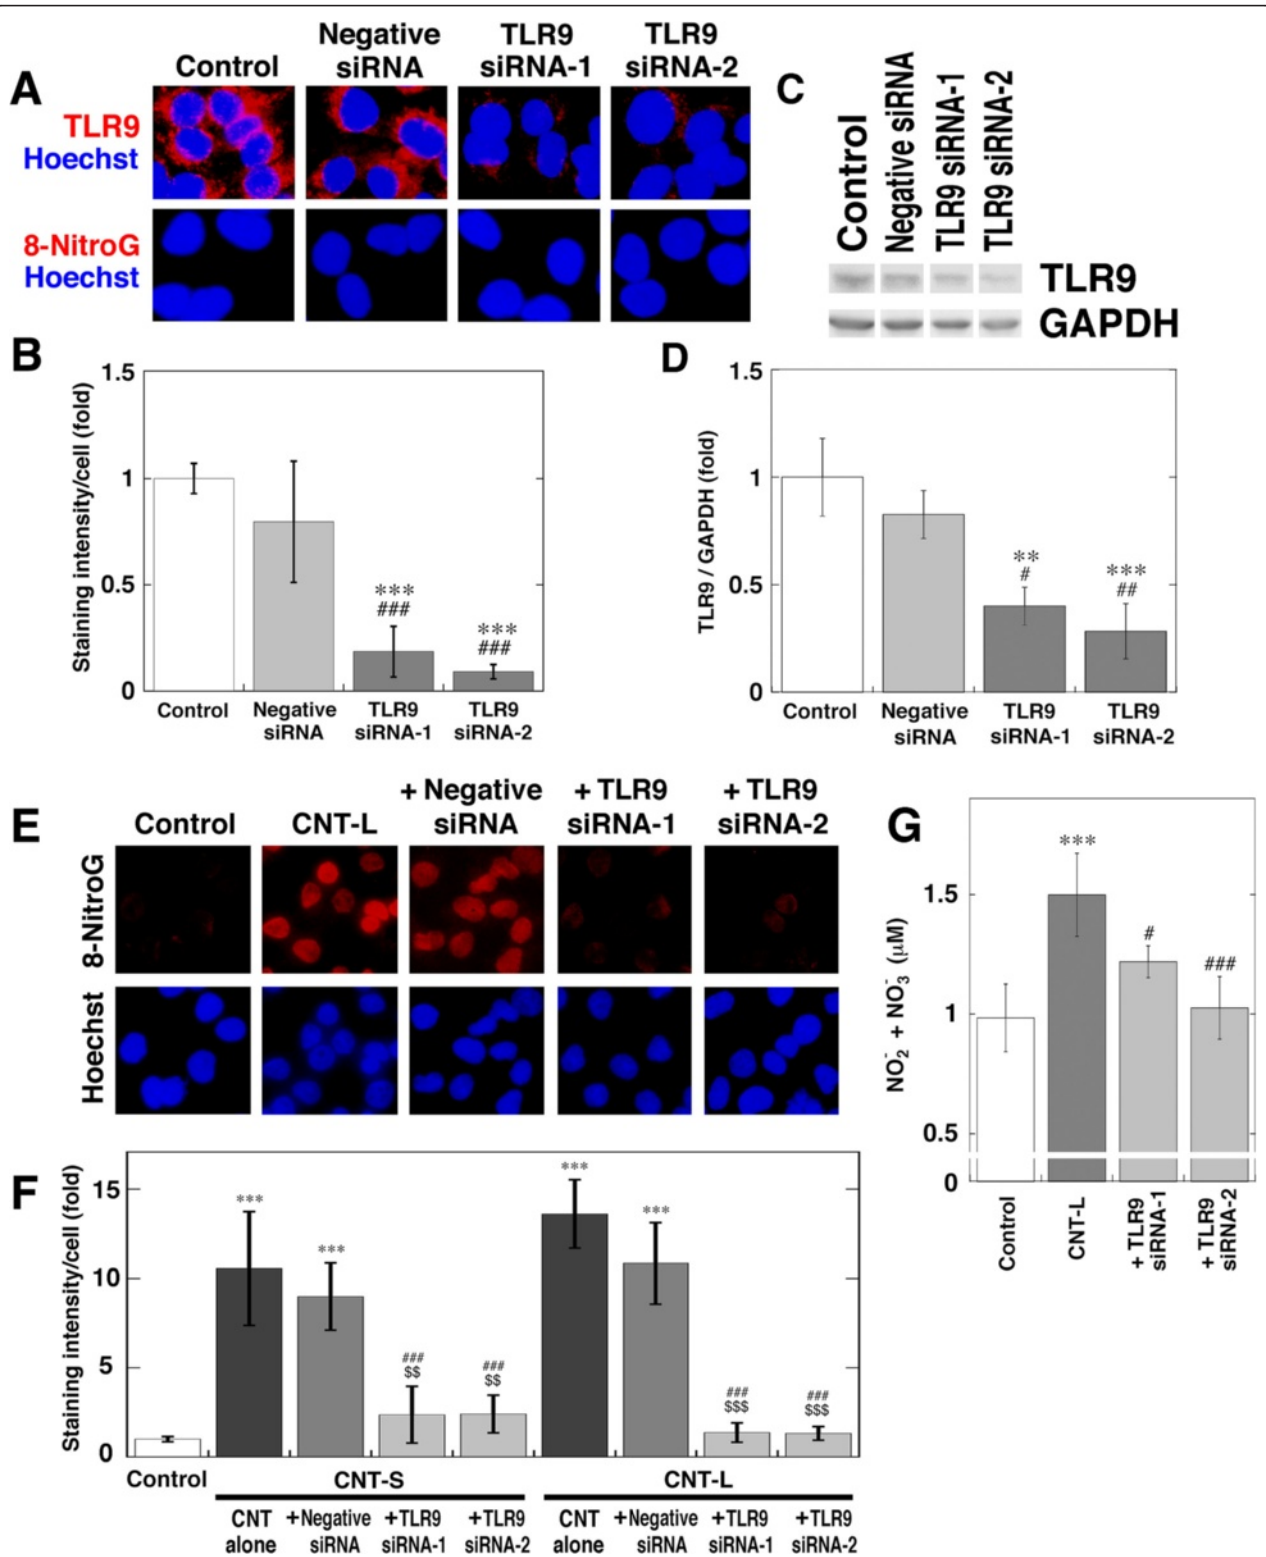 A
Control
Negative
siRNA
TLR9
siRNA-1
TLR9
siRNA-2
TLR9
Hoechst
8-NitroG
Hoechst
C
Control
Negative siRNA
TLR9 siRNA-1
TLR9 siRNA-2
TLR9
GAPDH
B
Staining intensity/cell (fold)
1.5
1
0.5
0
***
###
***
###
Control
Negative
siRNA
TLR9
siRNA-1
TLR9
siRNA-2
D
TLR9 / GAPDH (fold)
1.5
1
0.5
0
**
#
***
##
Control
Negative
siRNA
TLR9
siRNA-1
TLR9
siRNA-2
E
Control
CNT-L
+ Negative
siRNA
+ TLR9
siRNA-1
+ TLR9
siRNA-2
8-NitroG
Hoechst
G
NO₂⁻ + NO₃⁻ (μM)
1.5
1
0.5
0
***
#
###
Control
CNT-L
+ TLR9
siRNA-1
+ TLR9
siRNA-2
F
Staining intensity/cell (fold)
15
10
5
0
***
***
###
$$
###
$$
***
***
###
$$$
###
$$$
Control
CNT-S
CNT-L
CNT
alone
+Negative
siRNA
+TLR9
siRNA-1
+TLR9
siRNA-2
CNT
alone
+Negative
siRNA
+TLR9
siRNA-1
+TLR9
siRNA-2